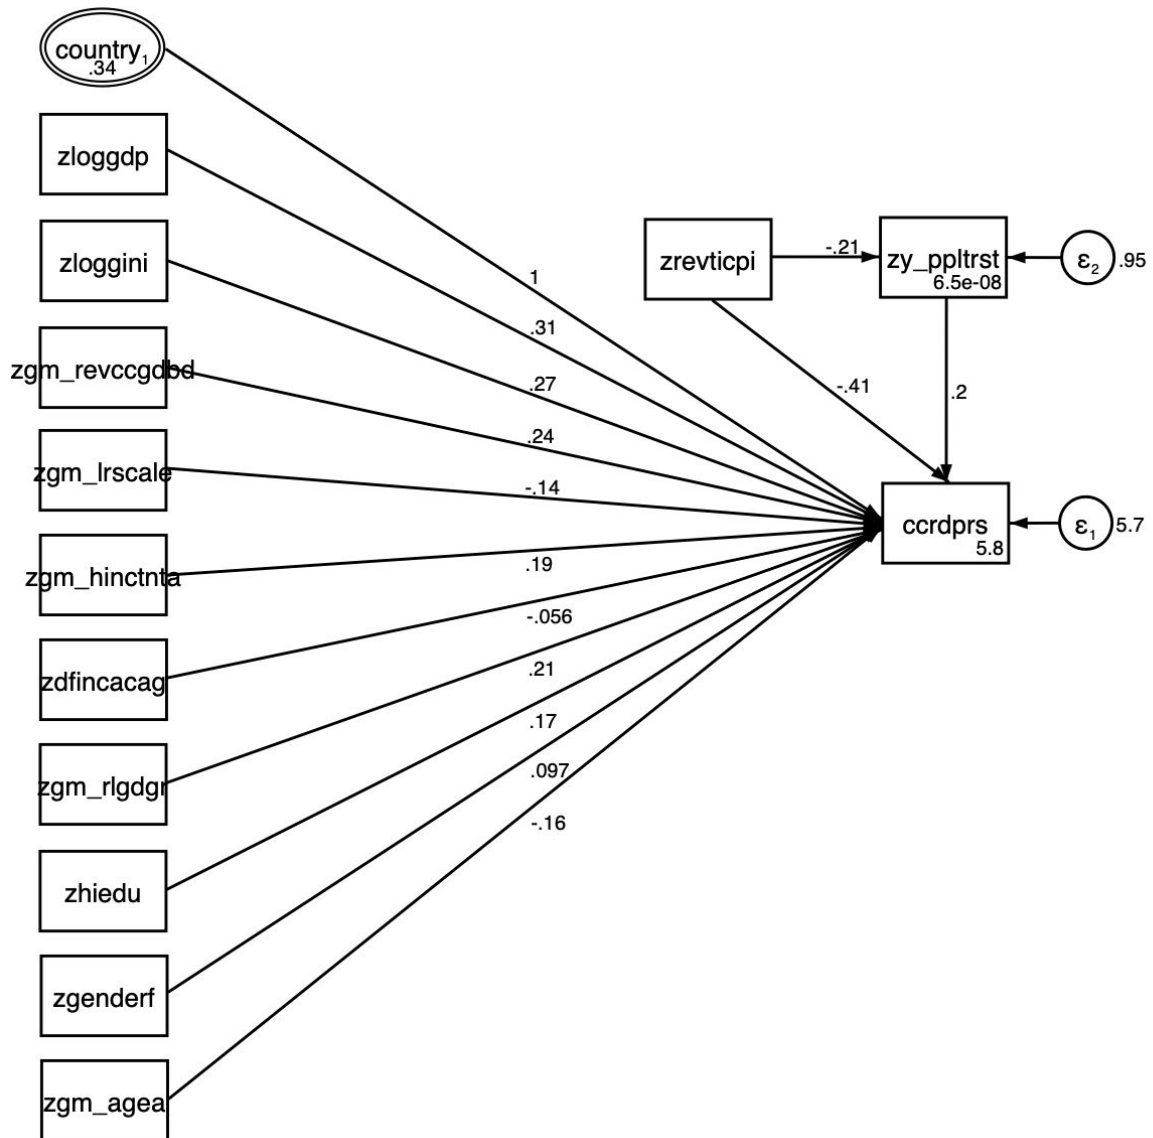 country1
.34
zloggdp
zloggini
zgm_revccgdbd
zgm_lrscale
zgm_hinctnta
zdfincacag
zgm_rlgdgr
zhiedu
zgenderf
zgm_agea
1
.31
.27
.24
-.14
.19
-.056
.21
.17
.097
-.16
zrevticpi
-.21
zy_ppltrst
6.5e-08
ε2
.95
-.41
.2
ccrdprs
5.8
ε1
5.7